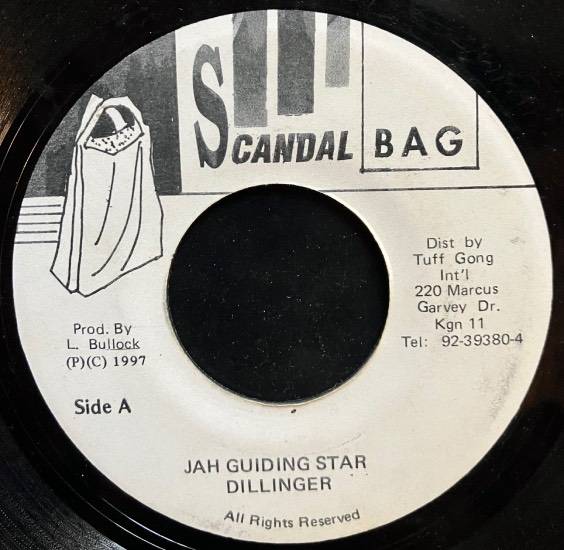 SCANDAL BAG
Dist by
Tuff Gong
Int'l
220 Marcus
Garvey Dr.
Kgn 11
Tel: 92-39380-4
Prod. By
L. Bullock
(P)(C) 1997
Side A
JAH GUIDING STAR
DILLINGER
All Rights Reserved